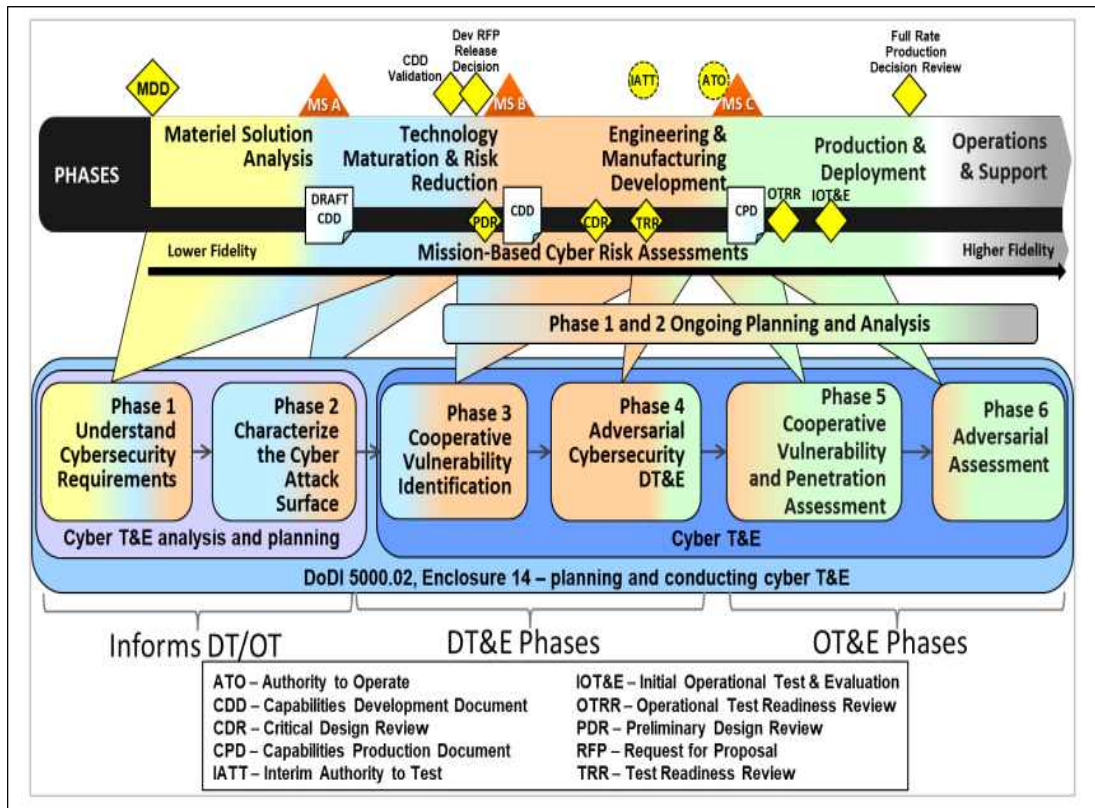 Dev RFP
Release
Decision
CDD
Validation
Full Rate
Production
Decision Review
MDD
MS A
MS B
IATT
ATO
MS C
PHASES
Materiel Solution
Analysis
Technology
Maturation & Risk
Reduction
Engineering &
Manufacturing
Development
Production &
Deployment
Operations
& Support
DRAFT
CDD
PDR
CDD
CDR
TRR
CPD
OTRR
IOT&E
Lower Fidelity
Mission-Based Cyber Risk Assessments
Higher Fidelity
Phase 1 and 2 Ongoing Planning and Analysis
Phase 1
Understand
Cybersecurity
Requirements
Phase 2
Characterize
the Cyber
Attack
Surface
Phase 3
Cooperative
Vulnerability
Identification
Phase 4
Adversarial
Cybersecurity
DT&E
Phase 5
Cooperative
Vulnerability
and Penetration
Assessment
Phase 6
Adversarial
Assessment
Cyber T&E analysis and planning
Cyber T&E
DoDI 5000.02, Enclosure 14 – planning and conducting cyber T&E
Informs DT/OT
DT&E Phases
OT&E Phases
ATO – Authority to Operate
CDD – Capabilities Development Document
CDR – Critical Design Review
CPD – Capabilities Production Document
IATT – Interim Authority to Test
IOT&E – Initial Operational Test & Evaluation
OTRR – Operational Test Readiness Review
PDR – Preliminary Design Review
RFP – Request for Proposal
TRR – Test Readiness Review